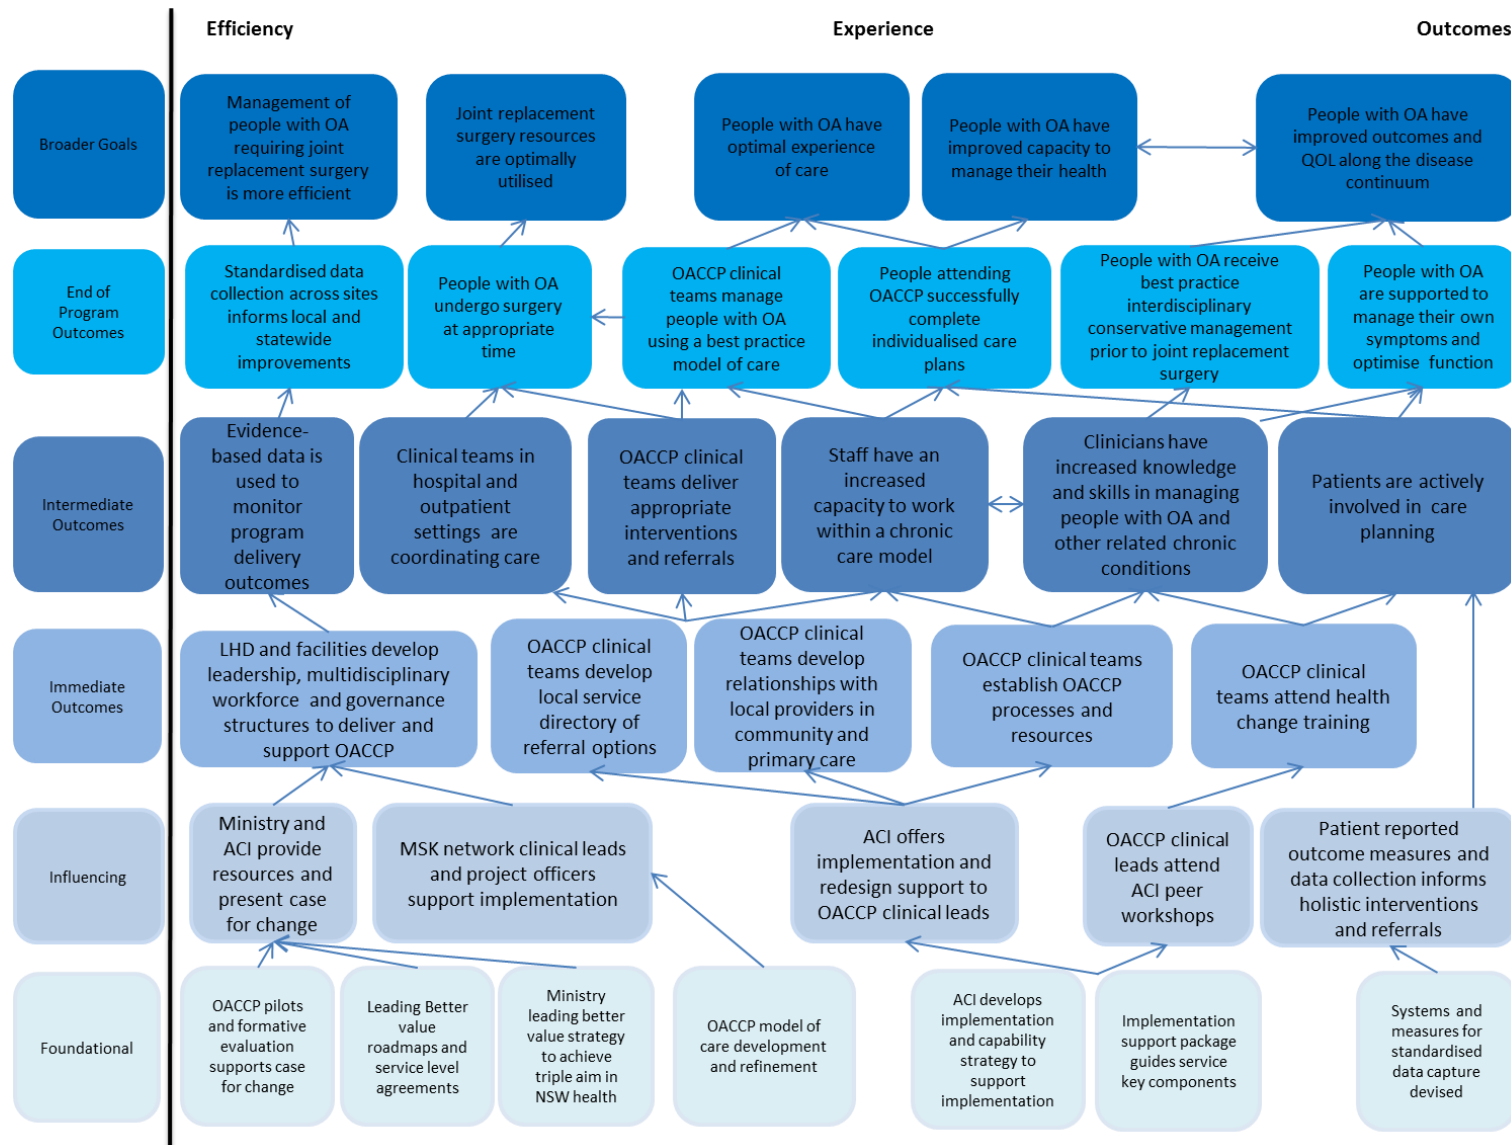 Efficiency
Experience
Outcomes
Broader Goals
Management of
people with OA
requiring joint
replacement surgery
is more efficient
Joint replacement
surgery resources
are optimally
utilised
People with OA have
optimal experience
of care
People with OA have
improved capacity to
manage their health
People with OA have
improved outcomes and
QOL along the disease
continuum
End of
Program
Outcomes
Standardised data
collection across sites
informs local and
statewide
improvements
People with OA
undergo surgery
at appropriate
time
OACCP clinical
teams manage
people with OA
using a best practice
model of care
People attending
OACCP successfully
complete
individualised care
plans
People with OA receive
best practice
interdisciplinary
conservative management
prior to joint replacement
surgery
People with OA
are supported to
manage their own
symptoms and
optimise function
Intermediate
Outcomes
Evidence-
based data is
used to
monitor
program
delivery
outcomes
Clinical teams in
hospital and
outpatient
settings are
coordinating care
OACCP clinical
teams deliver
appropriate
interventions
and referrals
Staff have an
increased
capacity to work
within a chronic
care model
Clinicians have
increased knowledge
and skills in managing
people with OA and
other related chronic
conditions
Patients are actively
involved in care
planning
Immediate
Outcomes
LHD and facilities develop
leadership, multidisciplinary
workforce and governance
structures to deliver and
support OACCP
OACCP clinical
teams develop
local service
directory of
referral options
OACCP clinical
teams develop
relationships with
local providers in
community and
primary care
OACCP clinical teams
establish OACCP
processes and
resources
OACCP clinical
teams attend health
change training
Influencing
Ministry and
ACI provide
resources and
present case
for change
MSK network clinical leads
and project officers
support implementation
ACI offers
implementation and
redesign support to
OACCP clinical leads
OACCP clinical
leads attend
ACI peer
workshops
Patient reported
outcome measures and
data collection informs
holistic interventions
and referrals
Foundational
OACCP pilots
and formative
evaluation
supports case
for change
Leading Better
value
roadmaps and
service level
agreements
Ministry
leading better
value strategy
to achieve
triple aim in
NSW health
OACCP model of
care development
and refinement
ACI develops
implementation
and capability
strategy to
support
implementation
Implementation
support package
guides service
key components
Systems and
measures for
standardised
data capture
devised